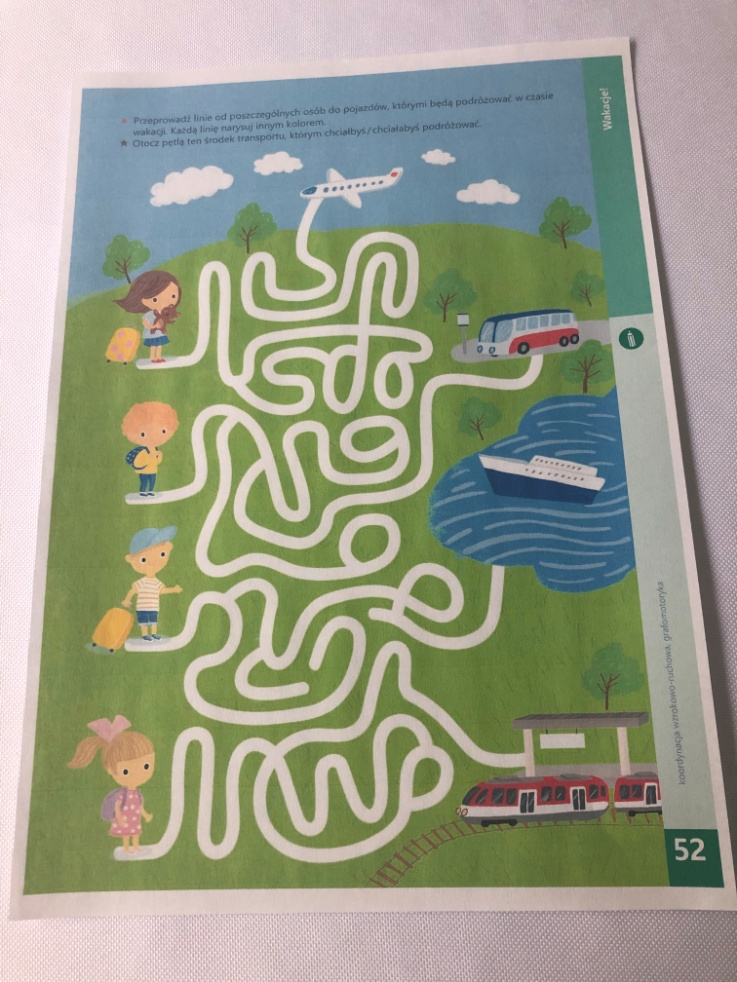 Przeprowadź linie od poszczególnych osób do pojazdów, którymi będą podróżować w czasie
wakacji. Każdą linię narysuj innym kolorem.
Otocz pętlą ten środek transportu, którym chciałbyś/chciałabyś podróżować.
Wakacje!
koordynacja wzrokowo-ruchowa, grafomotoryka
52